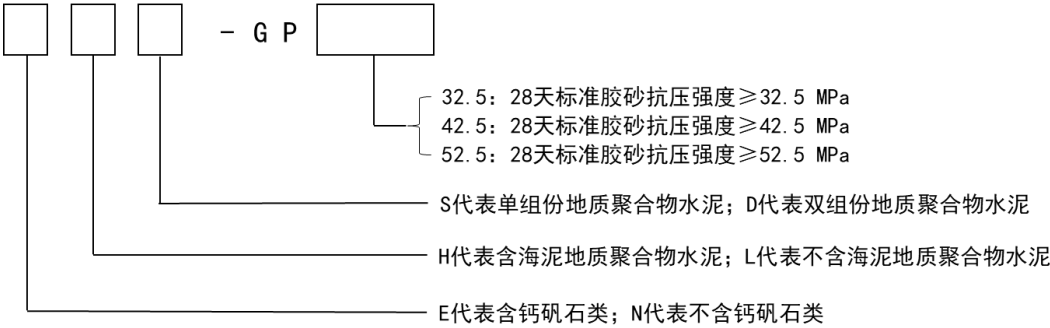 - G P
32.5：28天标准胶砂抗压强度≥32.5 MPa
42.5：28天标准胶砂抗压强度≥42.5 MPa
52.5：28天标准胶砂抗压强度≥52.5 MPa
S代表单组份地质聚合物水泥；D代表双组份地质聚合物水泥
H代表含海泥地质聚合物水泥；L代表不含海泥地质聚合物水泥
E代表含钙矾石类；N代表不含钙矾石类